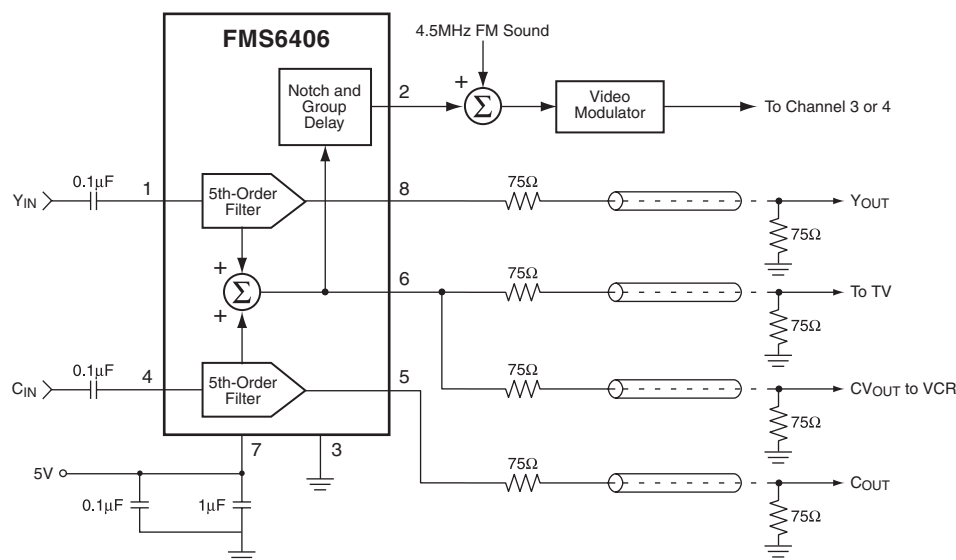 FMS6406
4.5MHz FM Sound
+
Notch and
Group
Delay
2
Σ
Video
Modulator
To Channel 3 or 4
0.1µF
YIN
1
5th-Order
Filter
8
75Ω
YOUT
75Ω
+
Σ
+
6
75Ω
To TV
75Ω
0.1µF
CIN
4
5th-Order
Filter
5
75Ω
CVOUT to VCR
75Ω
7
3
5V
0.1µF
1µF
75Ω
COUT
75Ω